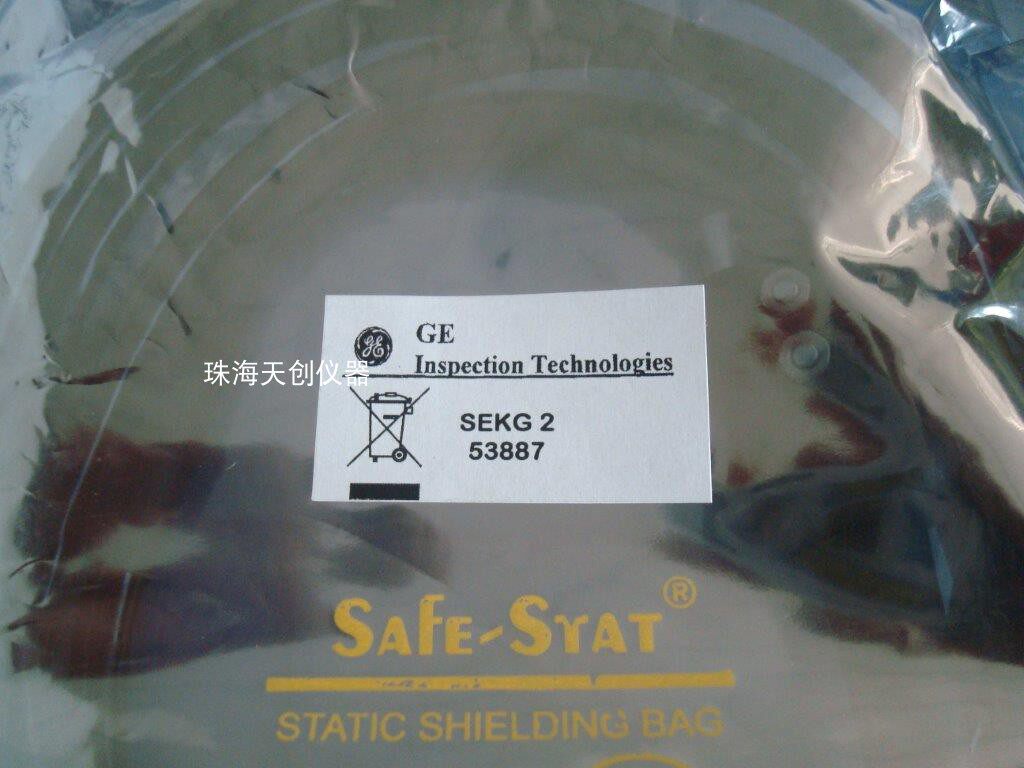 GE
Inspection Technologies
珠海天创仪器
SEKG 2
53887
SAFE-STAT®
STATIC SHIELDING BAG